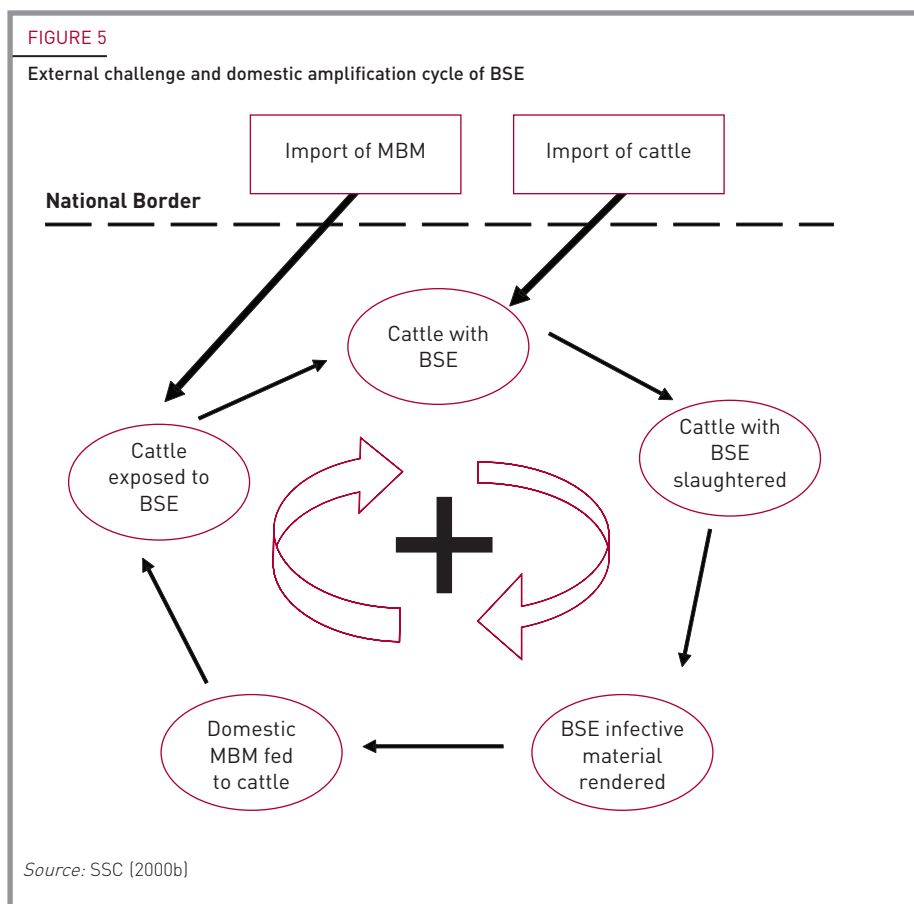 FIGURE 5
External challenge and domestic amplification cycle of BSE
Import of MBM
Import of cattle
National Border
Cattle with
BSE
Cattle
exposed to
BSE
Cattle with
BSE
slaughtered
Domestic
MBM fed
to cattle
BSE infective
material
rendered
Source: SSC (2000b)